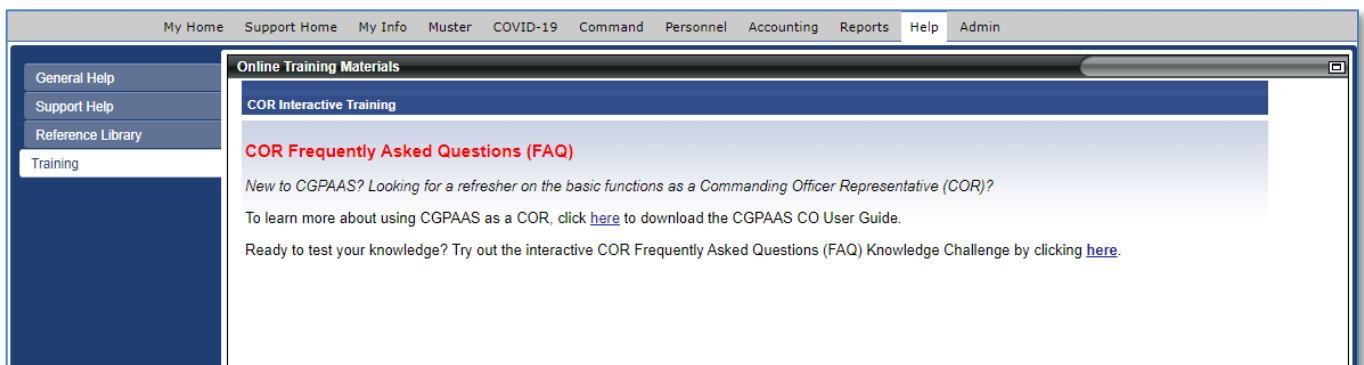 My Home Support Home My Info Muster COVID-19 Command Personnel Accounting Reports Help Admin
General Help
Support Help
Reference Library
Training
Online Training Materials
COR Interactive Training
COR Frequently Asked Questions (FAQ)
New to CGPAAS? Looking for a refresher on the basic functions as a Commanding Officer Representative (COR)?
To learn more about using CGPAAS as a COR, click here to download the CGPAAS CO User Guide.
Ready to test your knowledge? Try out the interactive COR Frequently Asked Questions (FAQ) Knowledge Challenge by clicking here.